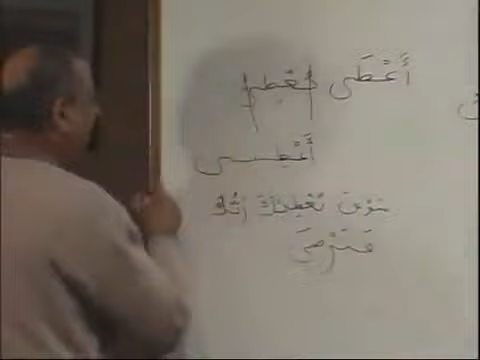 أَعْطَى يُعْطِي
سَوْفَ يُعْطِيكَ رَبُّكَ
فَتَرْضَى